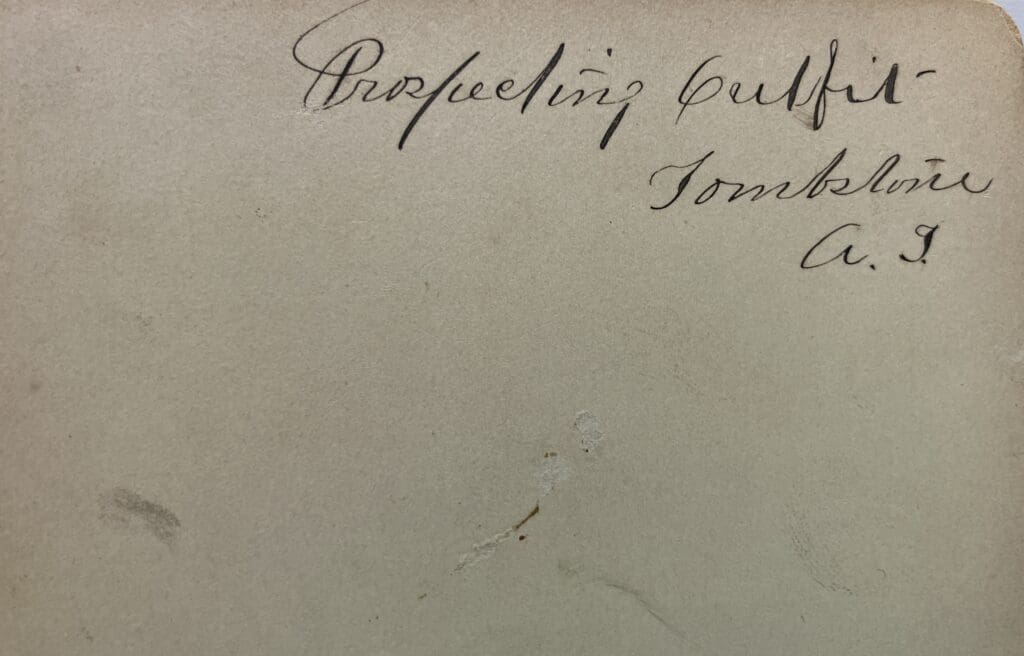 Prospecting Outfit
Tombstone
A. T.